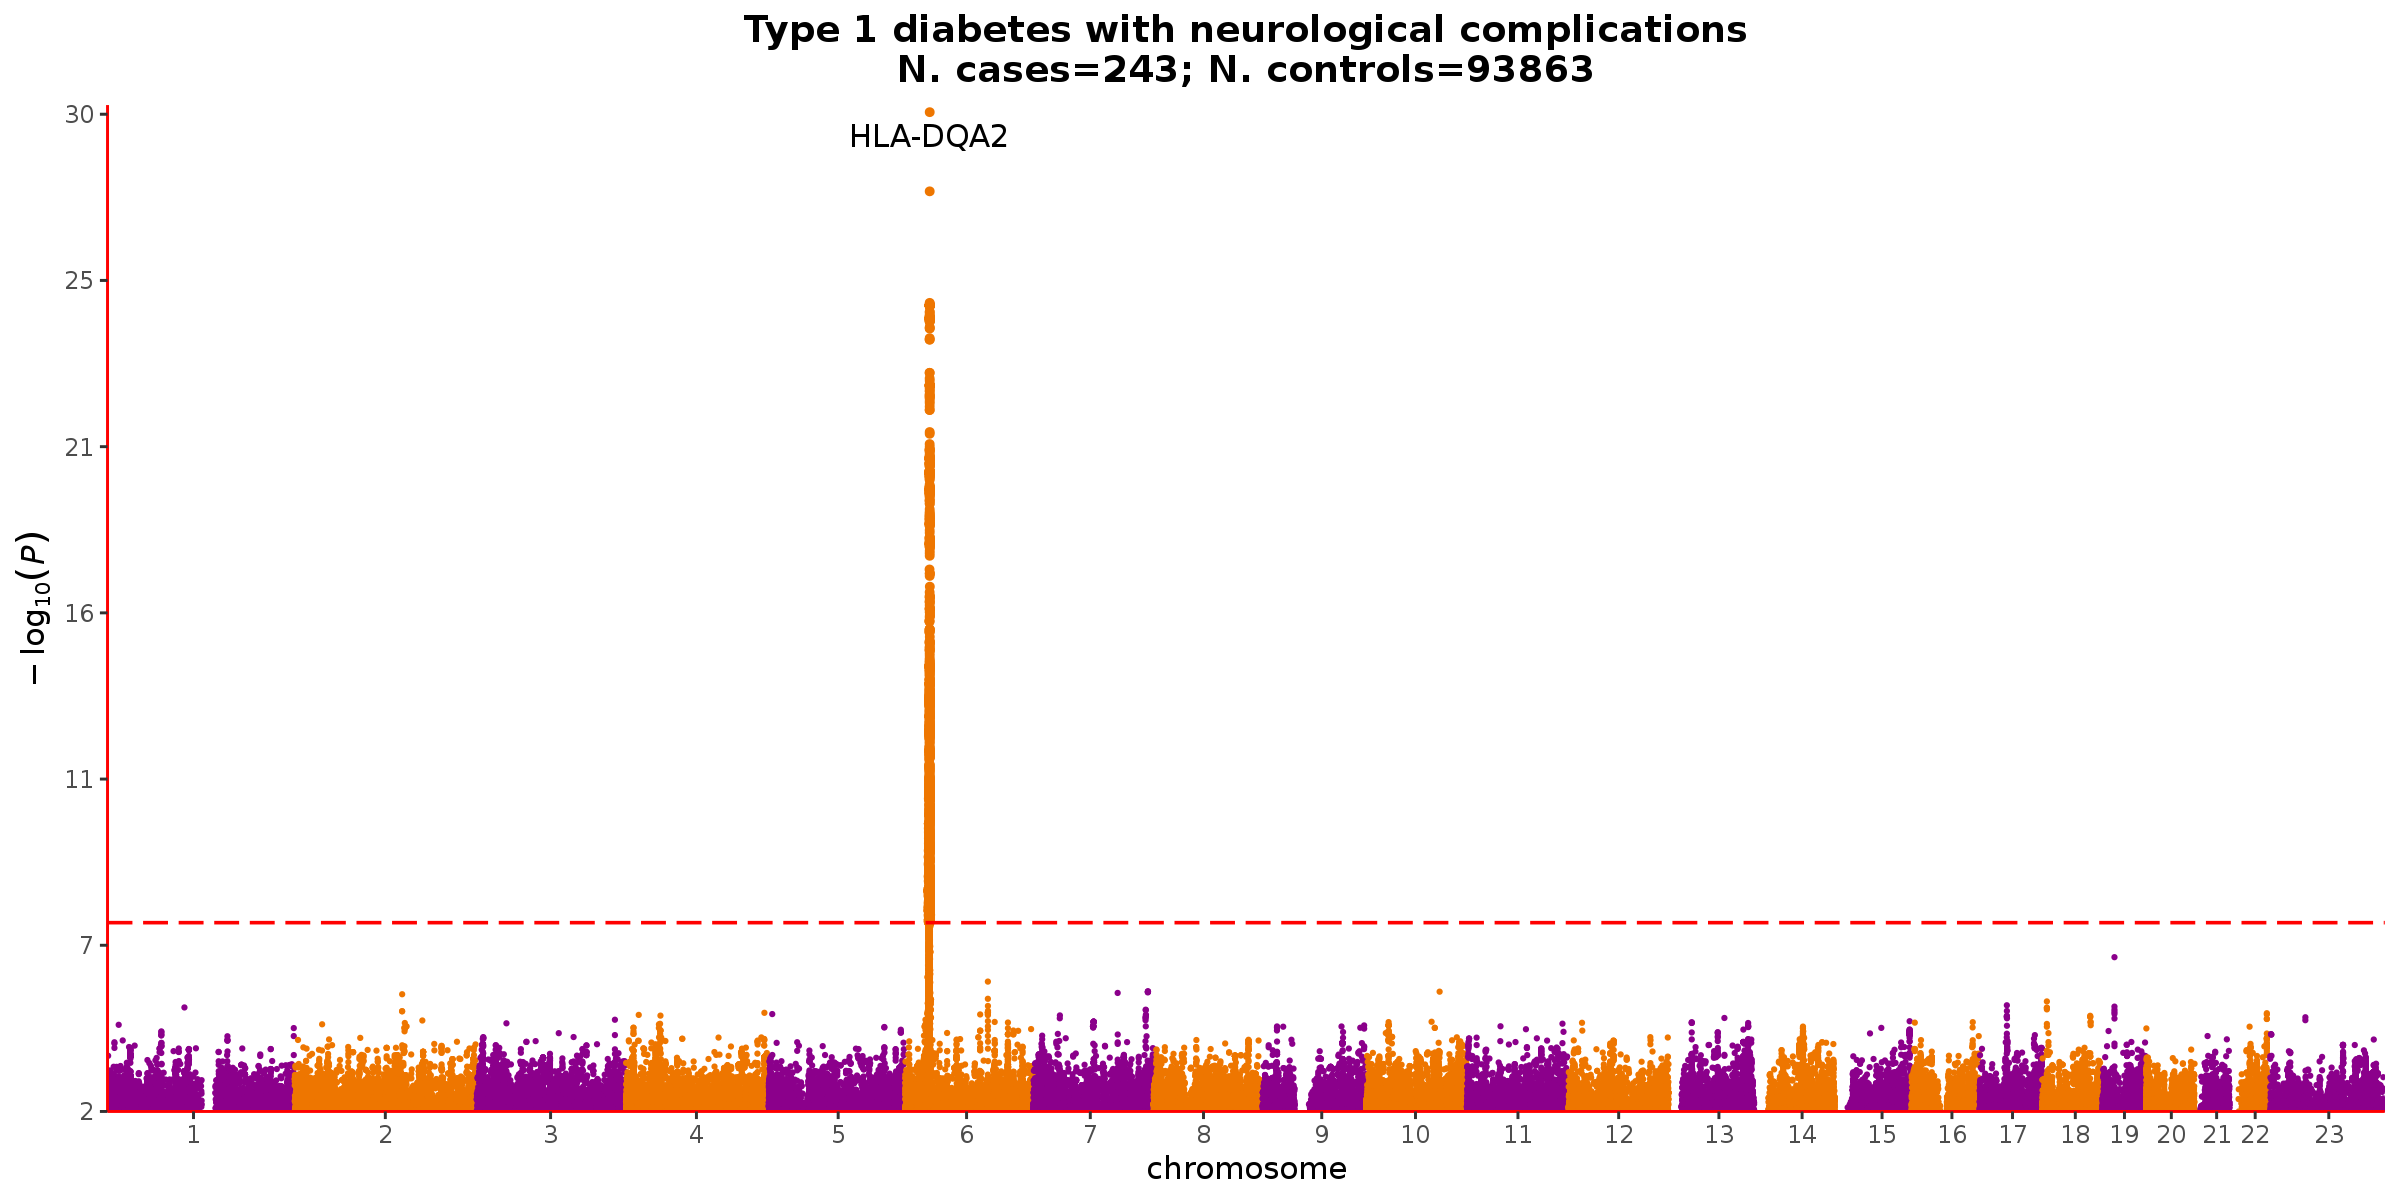 Type 1 diabetes with neurological complications
N. cases=243; N. controls=93863
HLA-DQA2
30
25
21
16
11
7
2
−log10(P)
1 2 3 4 5 6 7 8 9 10 11 12 13 14 15 16 17 18 19 20 21 22 23
chromosome